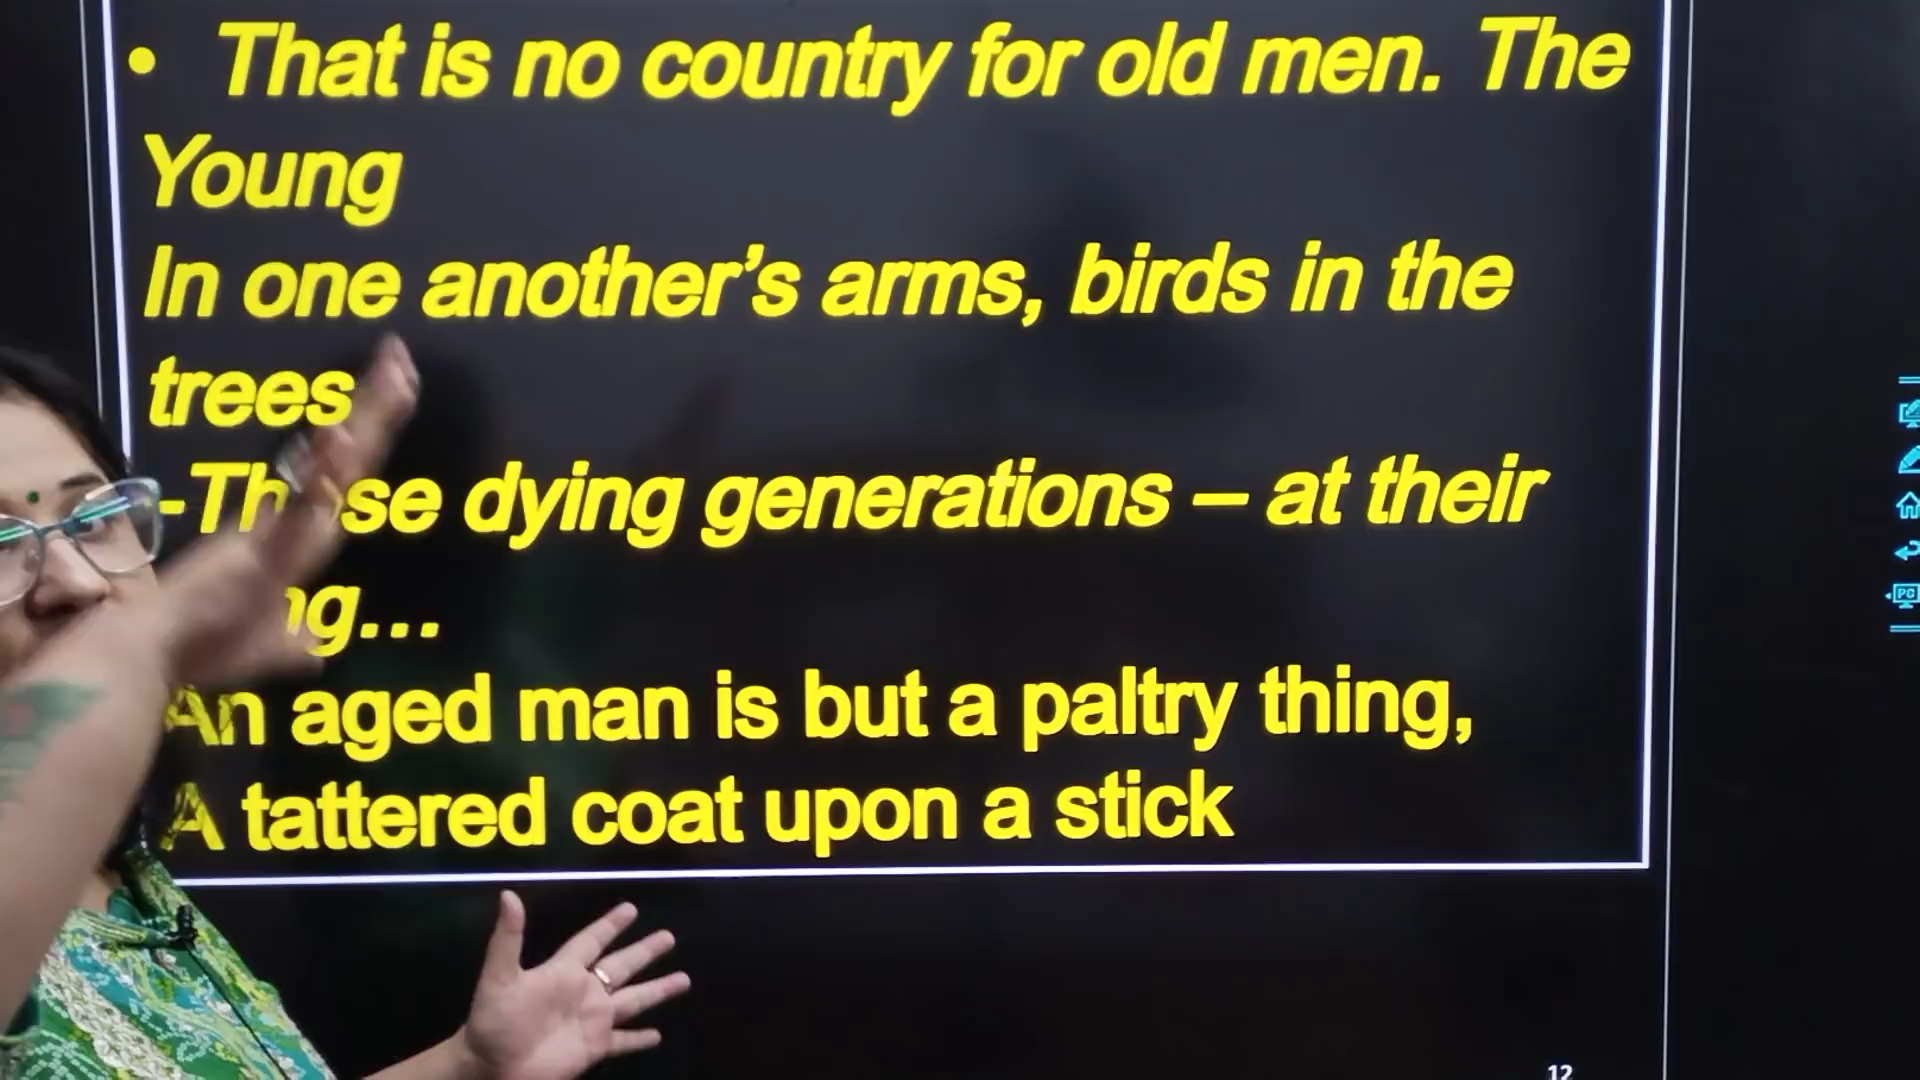 • That is no country for old men. The
Young
In one another’s arms, birds in the
trees
dying generations – at their
An aged man is but a paltry thing,
A tattered coat upon a stick
PC
12